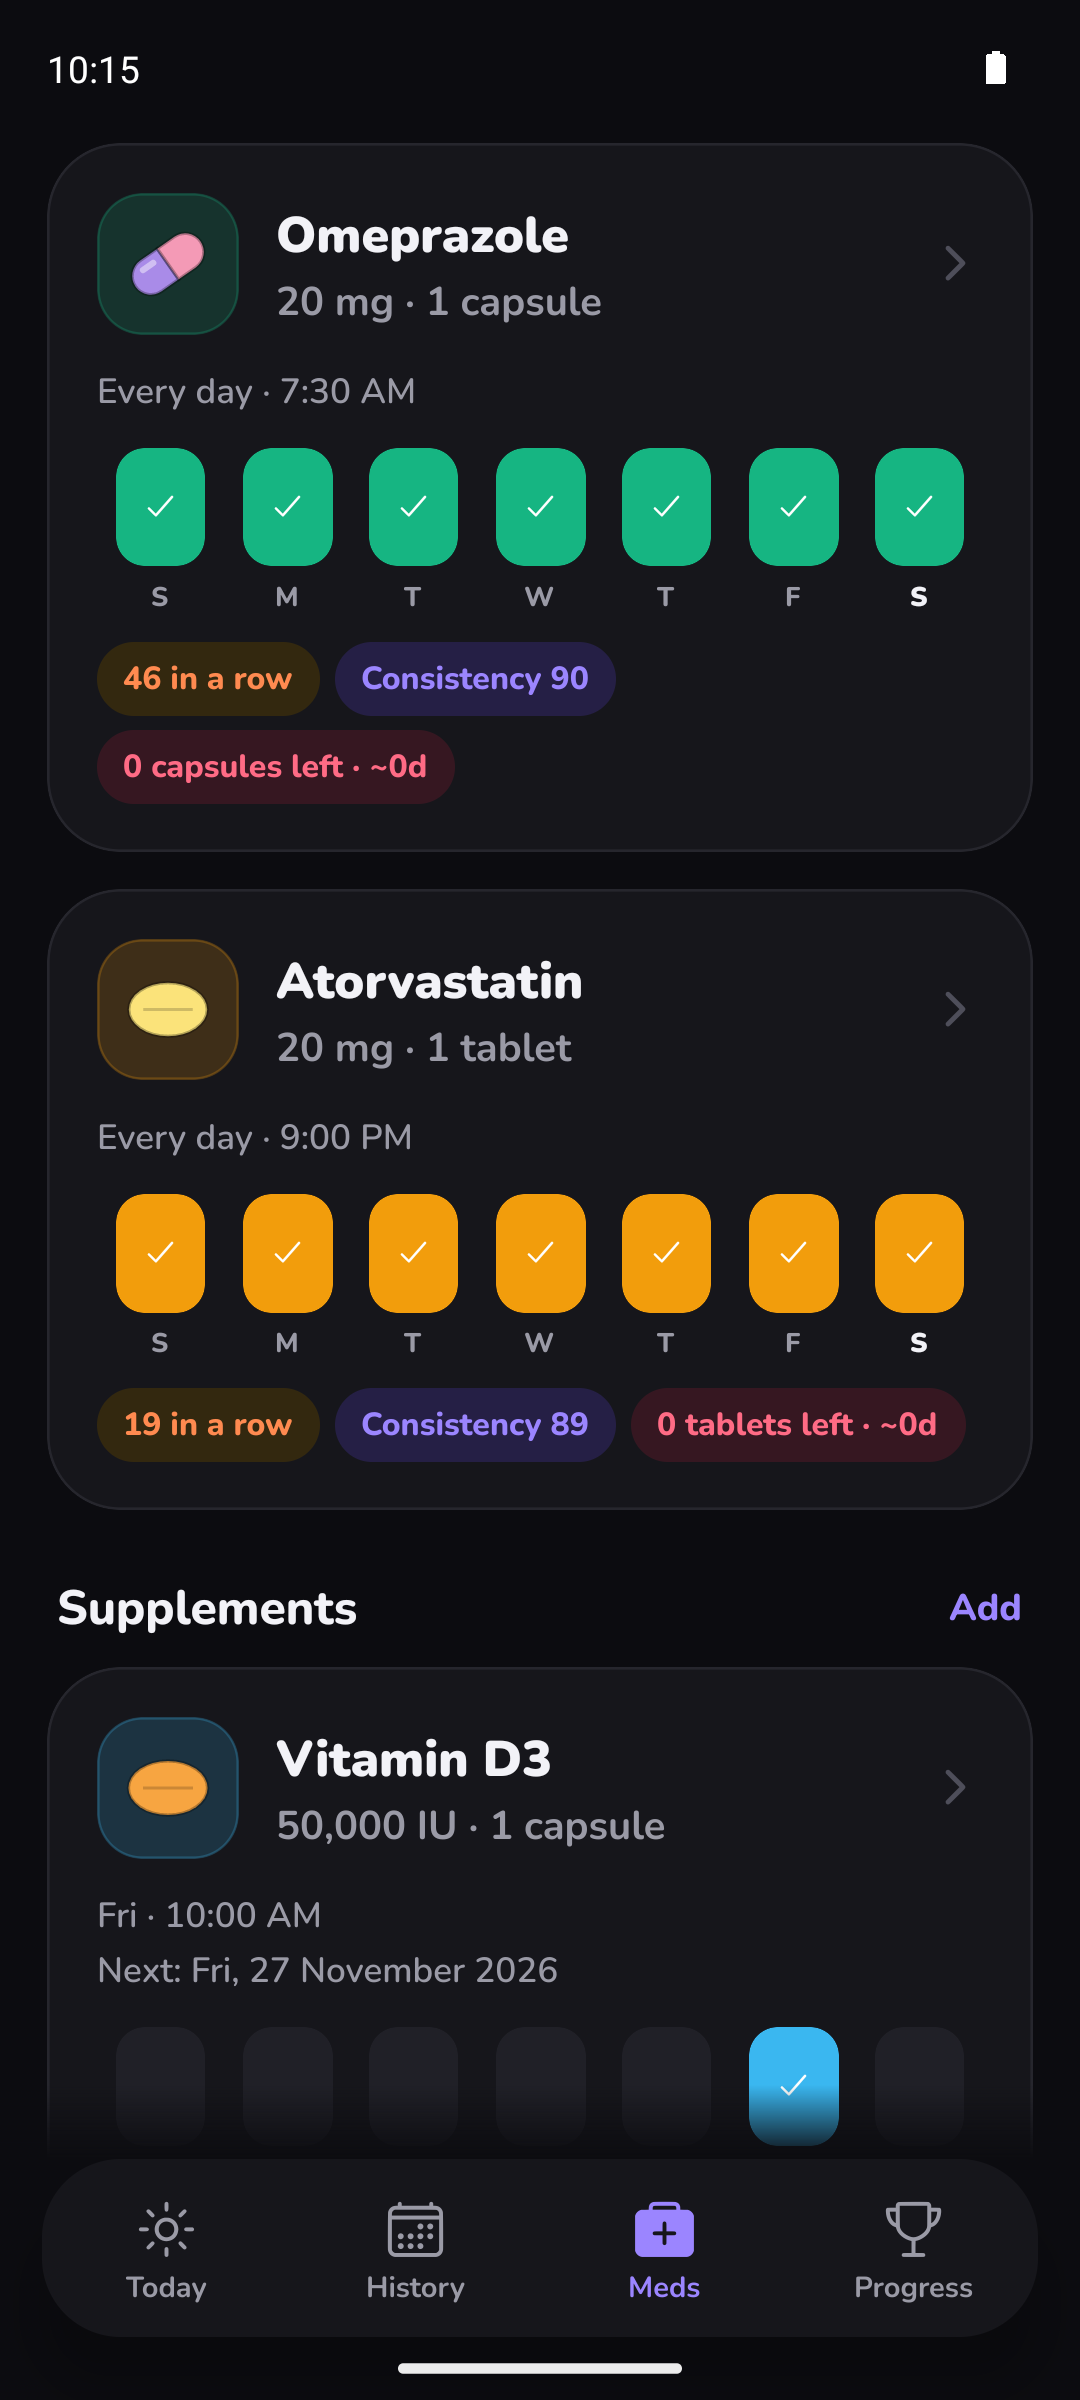 10:15
Omeprazole
20 mg · 1 capsule
Every day · 7:30 AM
S M T W T F S
46 in a row
Consistency 90
0 capsules left · ~0d
Atorvastatin
20 mg · 1 tablet
Every day · 9:00 PM
S M T W T F S
19 in a row
Consistency 89
0 tablets left · ~0d
Supplements
Add
Vitamin D3
50,000 IU · 1 capsule
Fri · 10:00 AM
Next: Fri, 27 November 2026
Today
History
Meds
Progress